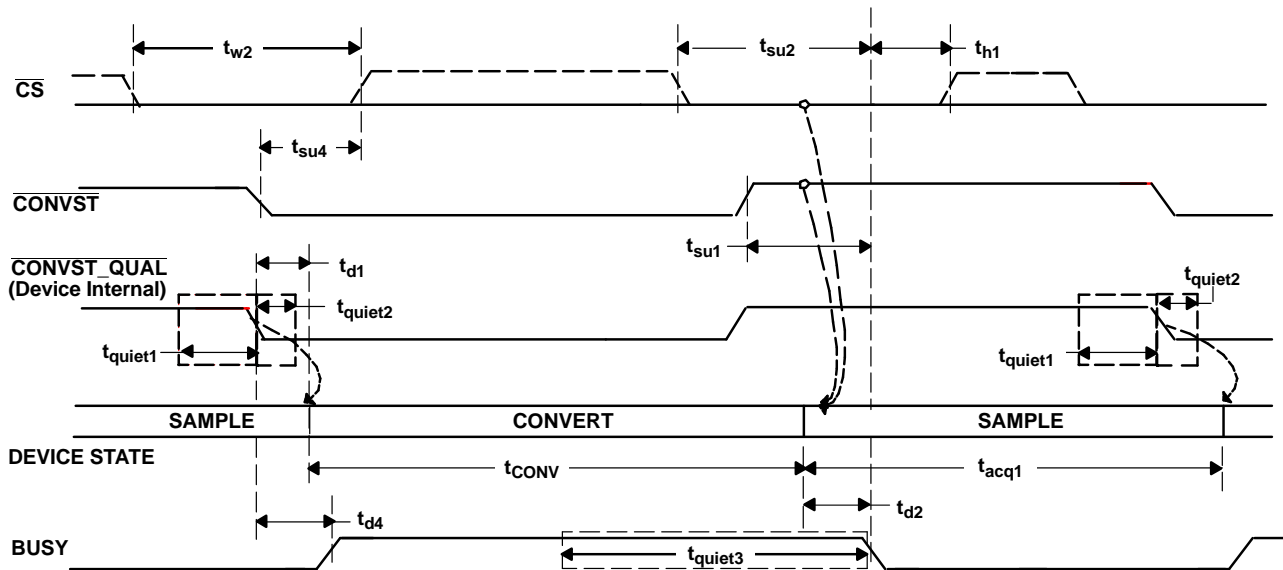 tw2
tsu2
th1
CS
tsu4
CONVST
tsu1
CONVST_QUAL
(Device Internal)
td1
tquiet2
tquiet2
tquiet1
tquiet1
SAMPLE
CONVERT
SAMPLE
DEVICE STATE
tCONV
tacq1
td4
td2
BUSY
tquiet3